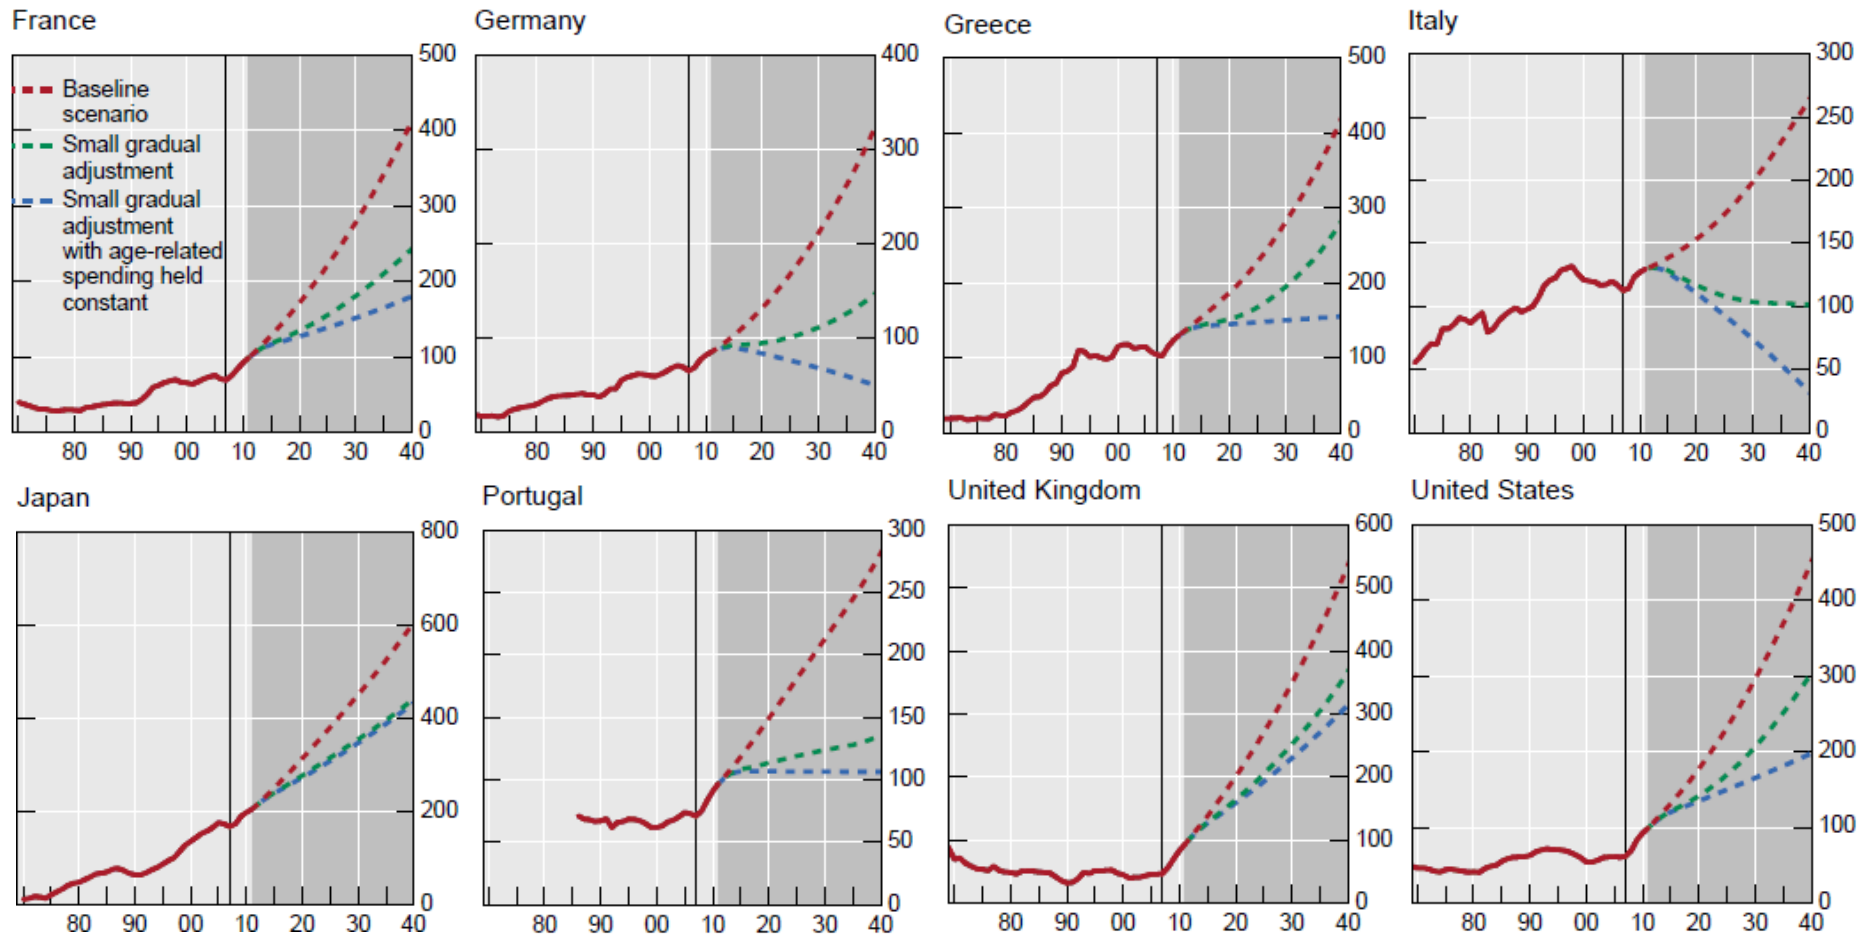 France
Germany
Greece
Italy
500
400
300
200
100
0
Baseline
scenario
Small gradual
adjustment
Small gradual
adjustment
with age-related
spending held
constant
80 90 00 10 20 30 40
400
300
200
100
0
80 90 00 10 20 30 40
500
400
300
200
100
0
80 90 00 10 20 30 40
300
250
200
150
100
50
0
80 90 00 10 20 30 40
Japan
Portugal
United Kingdom
United States
800
600
400
200
0
80 90 00 10 20 30 40
300
250
200
150
100
50
0
80 90 00 10 20 30 40
600
500
400
300
200
100
0
80 90 00 10 20 30 40
500
400
300
200
100
0
80 90 00 10 20 30 40